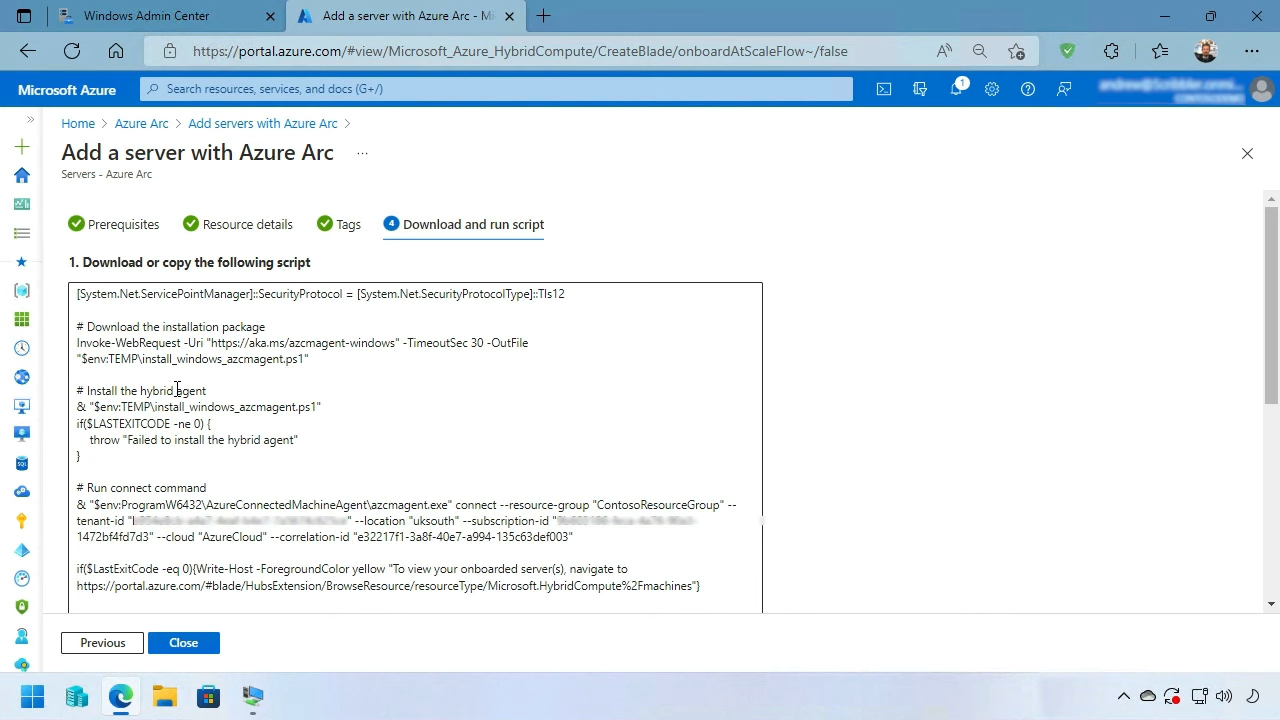 Windows Admin Center
Add a server with Azure Arc - Mi
https://portal.azure.com/#view/Microsoft_Azure_HybridCompute/CreateBlade/onboardAtScaleFlow~/false
Microsoft Azure
Search resources, services, and docs (G+/)
1
Home > Azure Arc > Add servers with Azure Arc >
Add a server with Azure Arc ...
Servers - Azure Arc
Prerequisites
Resource details
Tags
4 Download and run script
1. Download or copy the following script
[System.Net.ServicePointManager]::SecurityProtocol = [System.Net.SecurityProtocolType]::Tls12
# Download the installation package
Invoke-WebRequest -Uri "https://aka.ms/azcmagent-windows" -TimeoutSec 30 -OutFile
"$env:TEMP\install_windows_azcmagent.ps1"
# Install the hybrid agent
& "$env:TEMP\install_windows_azcmagent.ps1"
if($LASTEXITCODE -ne 0) {
throw "Failed to install the hybrid agent"
}
# Run connect command
& "$env:ProgramW6432\AzureConnectedMachineAgent\azcmagent.exe" connect --resource-group "ContosoResourceGroup" --
tenant-id " " --location "uksouth" --subscription-id "
1472bf4fd7d3" --cloud "AzureCloud" --correlation-id "e32217f1-3a8f-40e7-a994-135c63def003"
if($LastExitCode -eq 0){Write-Host -ForegroundColor yellow "To view your onboarded server(s), navigate to
https://portal.azure.com/#blade/HubsExtension/BrowseResource/resourceType/Microsoft.HybridCompute%2Fmachines"}
Previous
Close